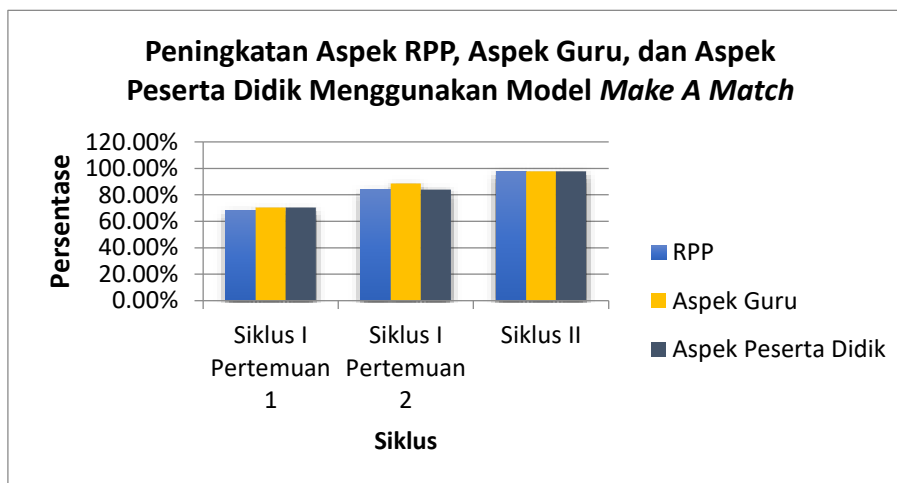 Peningkatan Aspek RPP, Aspek Guru, dan Aspek
Peserta Didik Menggunakan Model Make A Match
Persentase
120.00%
100.00%
80.00%
60.00%
40.00%
20.00%
0.00%
Siklus I
Pertemuan
1
Siklus I
Pertemuan
2
Siklus II
Siklus
RPP
Aspek Guru
Aspek Peserta Didik